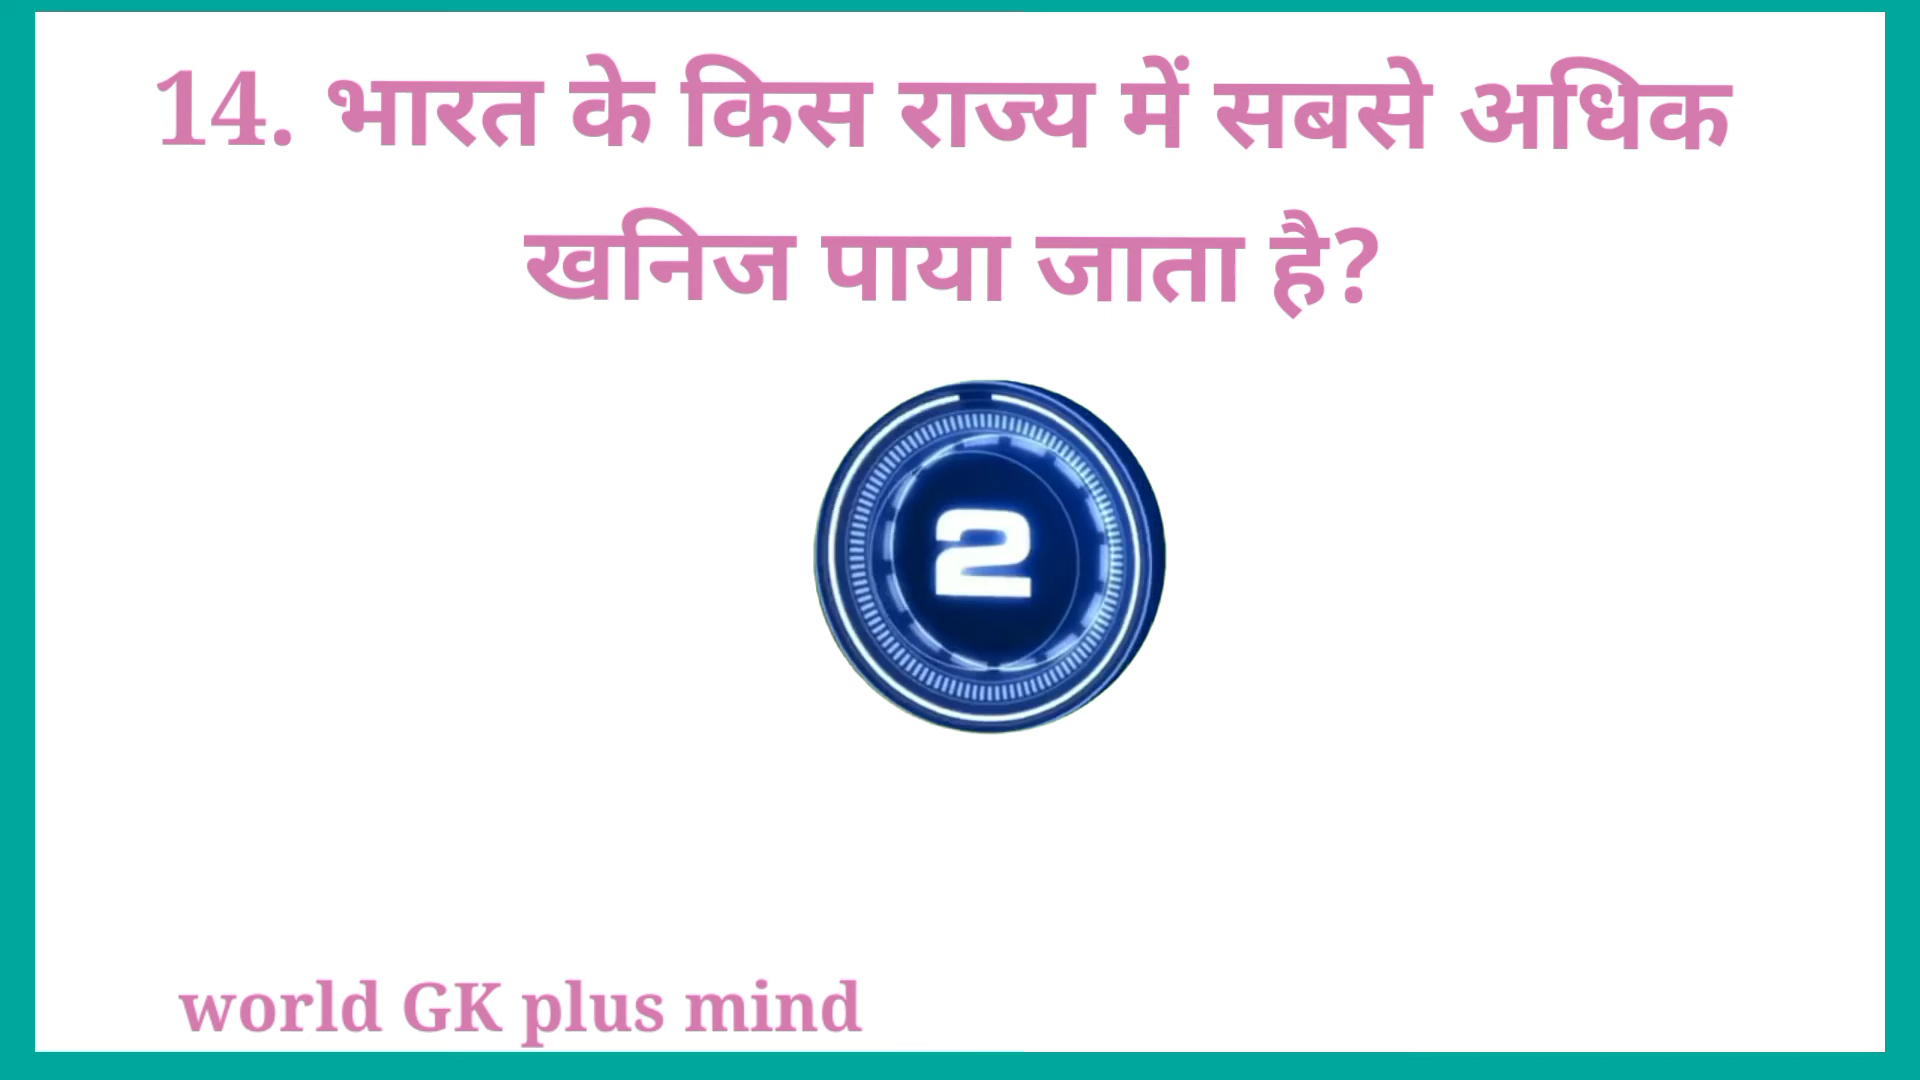 14. भारत के किस राज्य में सबसे अधिक
खनिज पाया जाता है?
2
world GK plus mind